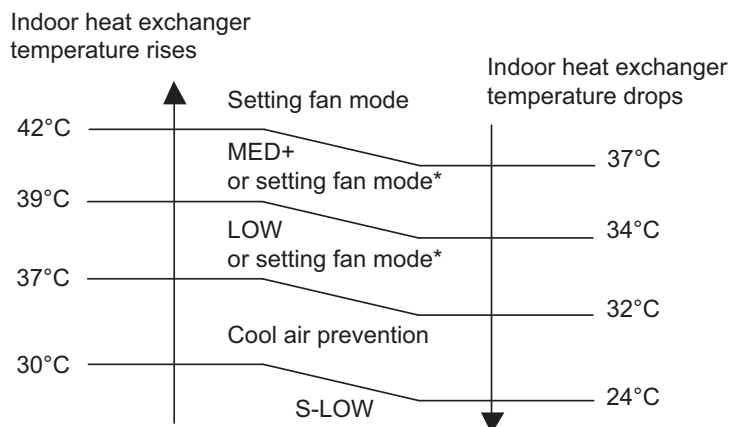 Indoor heat exchanger
temperature rises
Indoor heat exchanger
temperature drops
Setting fan mode
42°C
MED+
or setting fan mode*
37°C
39°C
LOW
or setting fan mode*
34°C
37°C
32°C
Cool air prevention
30°C
S-LOW
24°C